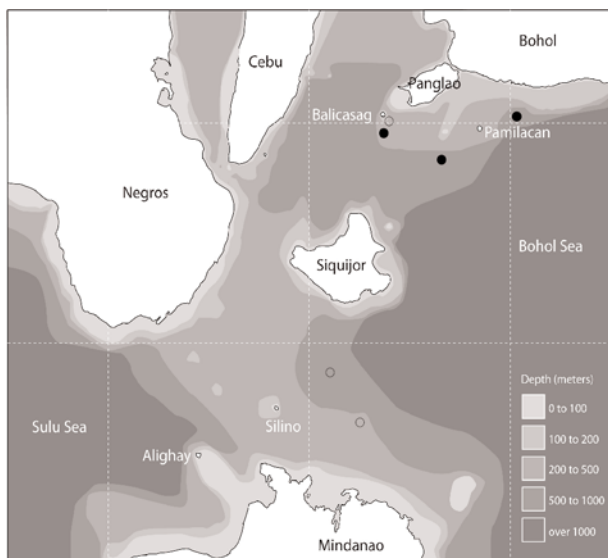 Bohol
Cebu
Panglao
Balicasag
Pamilacan
Negros
Bohol Sea
Siquijor
Depth (meters)
0 to 100
100 to 200
200 to 500
500 to 1000
over 1000
Sulu Sea
Silino
Alighay
Mindanao